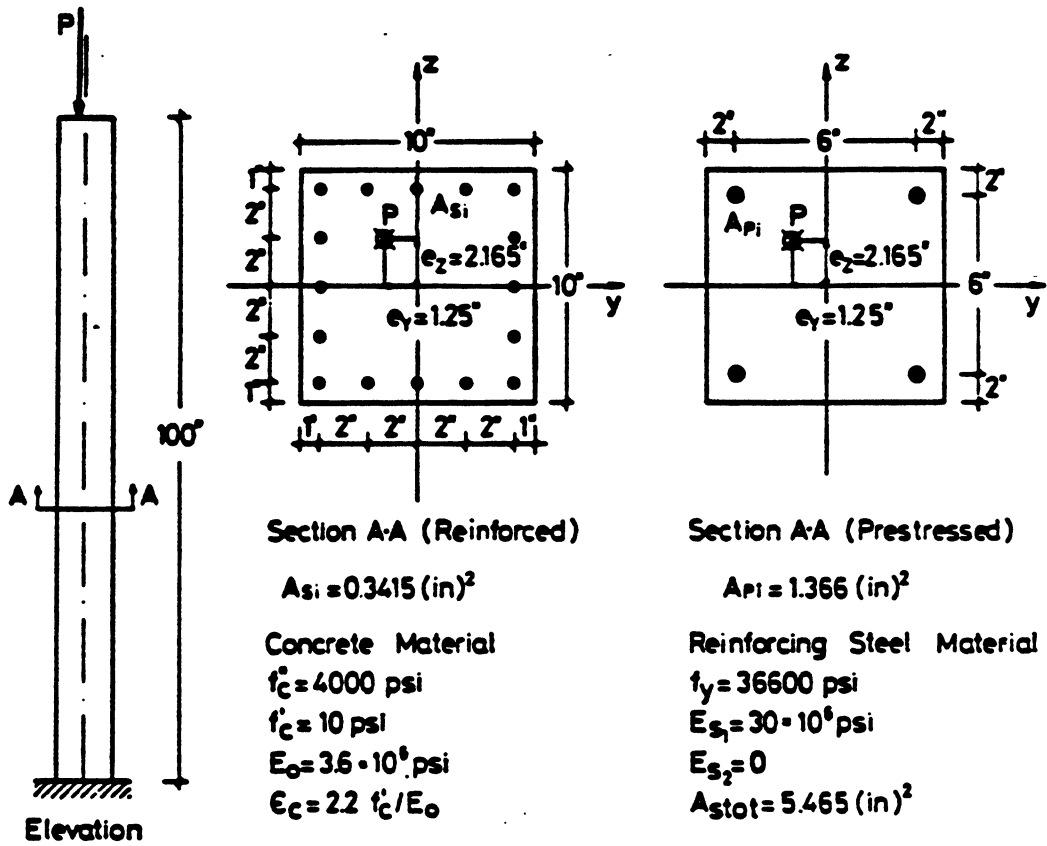 P
z
z
10"
2"
6"
2"
1"
2"
2"
2"
2"
1"
Asi
P
ez=2.165"
10"
y
ey=1.25"
2"
Api
P
ez=2.165"
6"
y
ey=1.25"
2"
1"
2"
2"
2"
2"
1"
100"
A
A
Section A-A (Reinforced)
Section A-A (Prestressed)
Asi=0.3415 (in)²
APi=1.366 (in)²
Concrete Material
f"c=4000 psi
f'c=10 psi
Eo=3.6•10⁶ psi
Єc=2.2 f'c/Eo
Reinforcing Steel Material
fy=36600 psi
Es1=30•10⁶ psi
Es2=0
Astot=5.465 (in)²
Elevation